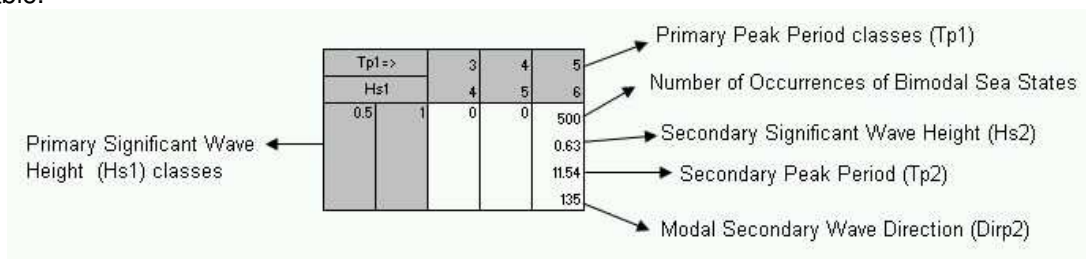 able.
Primary Peak Period classes (Tp1)
Tp1=> 3 4 5
Hs1 4 5 6
Number of Occurrences of Bimodal Sea States
0.5 1 0 0 500
Secondary Significant Wave Height (Hs2)
0.63
Primary Significant Wave
Height (Hs1) classes
11.54
Secondary Peak Period (Tp2)
135
Modal Secondary Wave Direction (Dirp2)